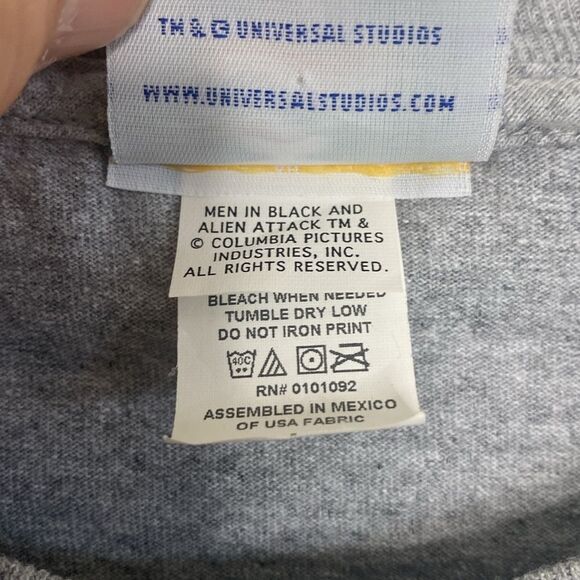 TM & © UNIVERSAL STUDIOS
WWW.UNIVERSALSTUDIOS.COM
MEN IN BLACK AND
ALIEN ATTACK TM &
© COLUMBIA PICTURES
INDUSTRIES, INC.
ALL RIGHTS RESERVED.
BLEACH WHEN NEEDED
TUMBLE DRY LOW
DO NOT IRON PRINT
40C
RN# 0101092
ASSEMBLED IN MEXICO
OF USA FABRIC